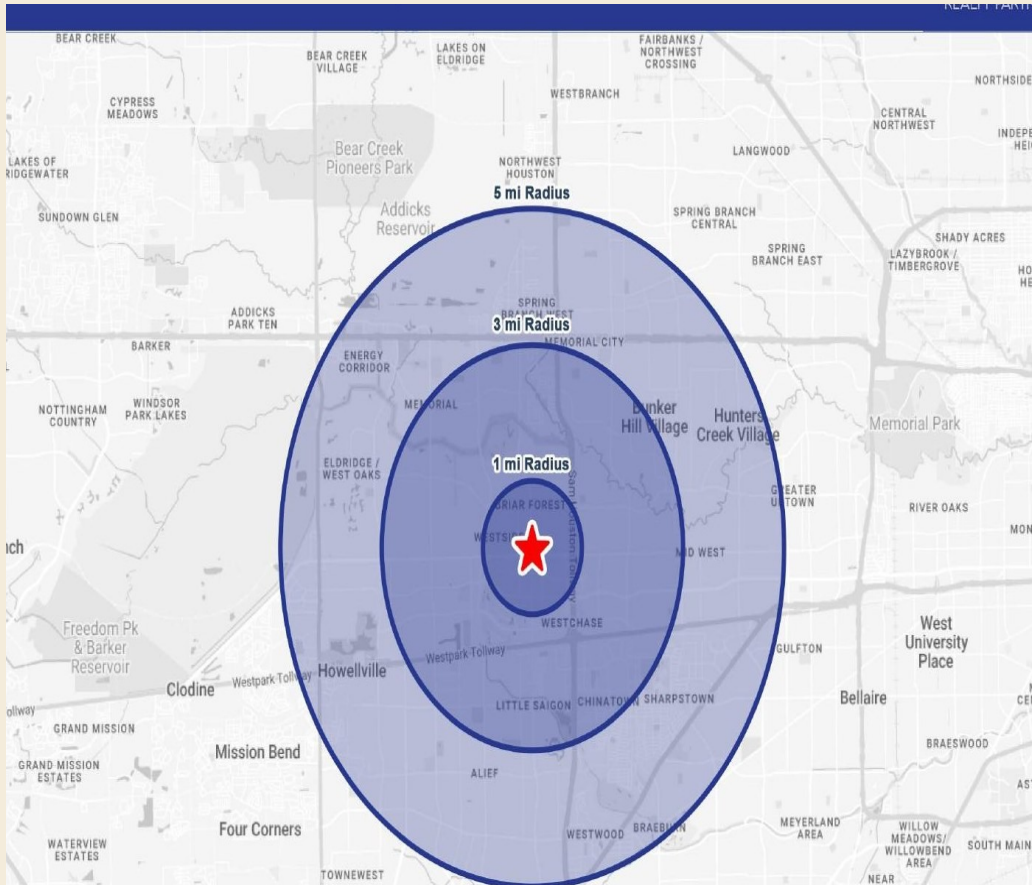 BEAR CREEK
BEAR CREEK
VILLAGE
LAKES ON
ELDRIDGE
FAIRBANKS /
NORTHWEST
CROSSING
NORTHSIDE
CYPRESS
MEADOWS
WESTBRANCH
CENTRAL
NORTHWEST
Bear Creek
Pioneers Park
LANGWOOD
LAKES OF
NORTHWEST
HOUSTON
5 mi Radius
SUNDOWN GLEN
Addicks
Reservoir
SPRING BRANCH
CENTRAL
SPRING
BRANCH EAST
SHADY ACRES
LAZYBROOK /
TIMBERGROVE
ADDICKS
PARK TEN
SPRING
BRANCH WEST
3 mi Radius
MEMORIAL CITY
BARKER
ENERGY
CORRIDOR
NOTTINGHAM
COUNTRY
WINDSOR
PARK LAKES
MEMORIAL
Bunker
Hill Village
Hunters
Creek Village
Memorial Park
1 mi Radius
ELDRIDGE /
WEST OAKS
BRIAR FOREST
Sam Houston Tollway
GREATER
UPTOWN
RIVER OAKS
MID WEST
Freedom Pk
& Barker
Reservoir
WESTCHASE
West
University
Place
GULFTON
Westpark Tollway
Howellville
Clodine
Westpark Tollway
Bellaire
LITTLE SAIGON
CHINATOWN
SHARPSTOWN
GRAND MISSION
BRAESWOOD
Mission Bend
GRAND MISSION
ESTATES
ALIEF
Four Corners
WESTWOOD
BRAEBURN
MEYERLAND
AREA
WILLOW
MEADOWS/
WILLOWBEND
AREA
SOUTH MAIN
WATERVIEW
ESTATES
TOWNEWEST
NEAR